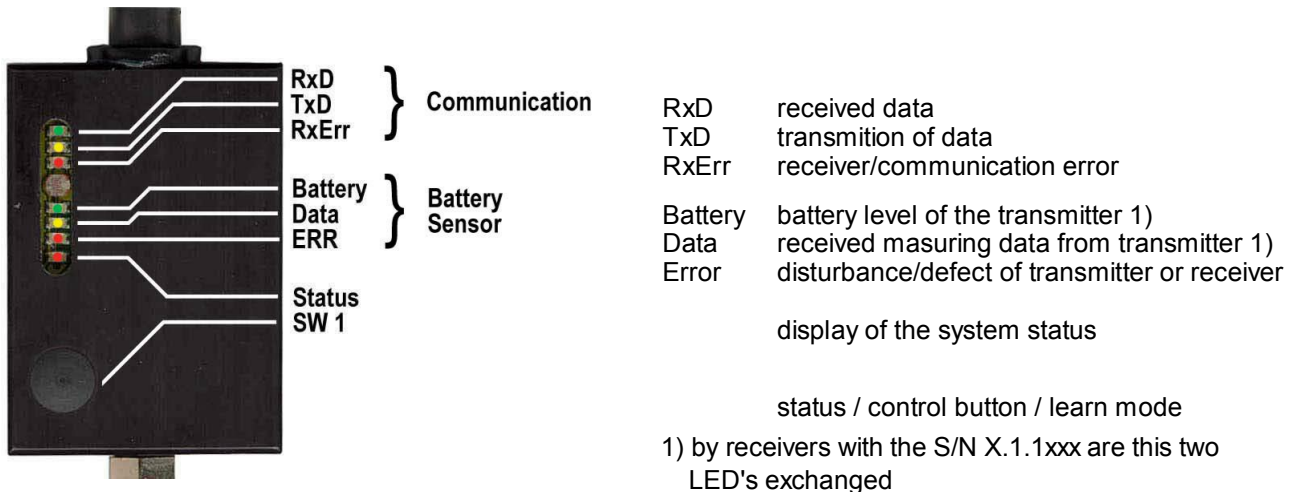 RxD
TxD
RxErr
Communication
Battery
Data
ERR
Battery
Sensor
Status
SW 1
RxD received data
TxD transmition of data
RxErr receiver/communication error
Battery battery level of the transmitter 1)
Data received masuring data from transmitter 1)
Error disturbance/defect of transmitter or receiver
display of the system status
status / control button / learn mode
1) by receivers with the S/N X.1.1xxx are this two
LED's exchanged